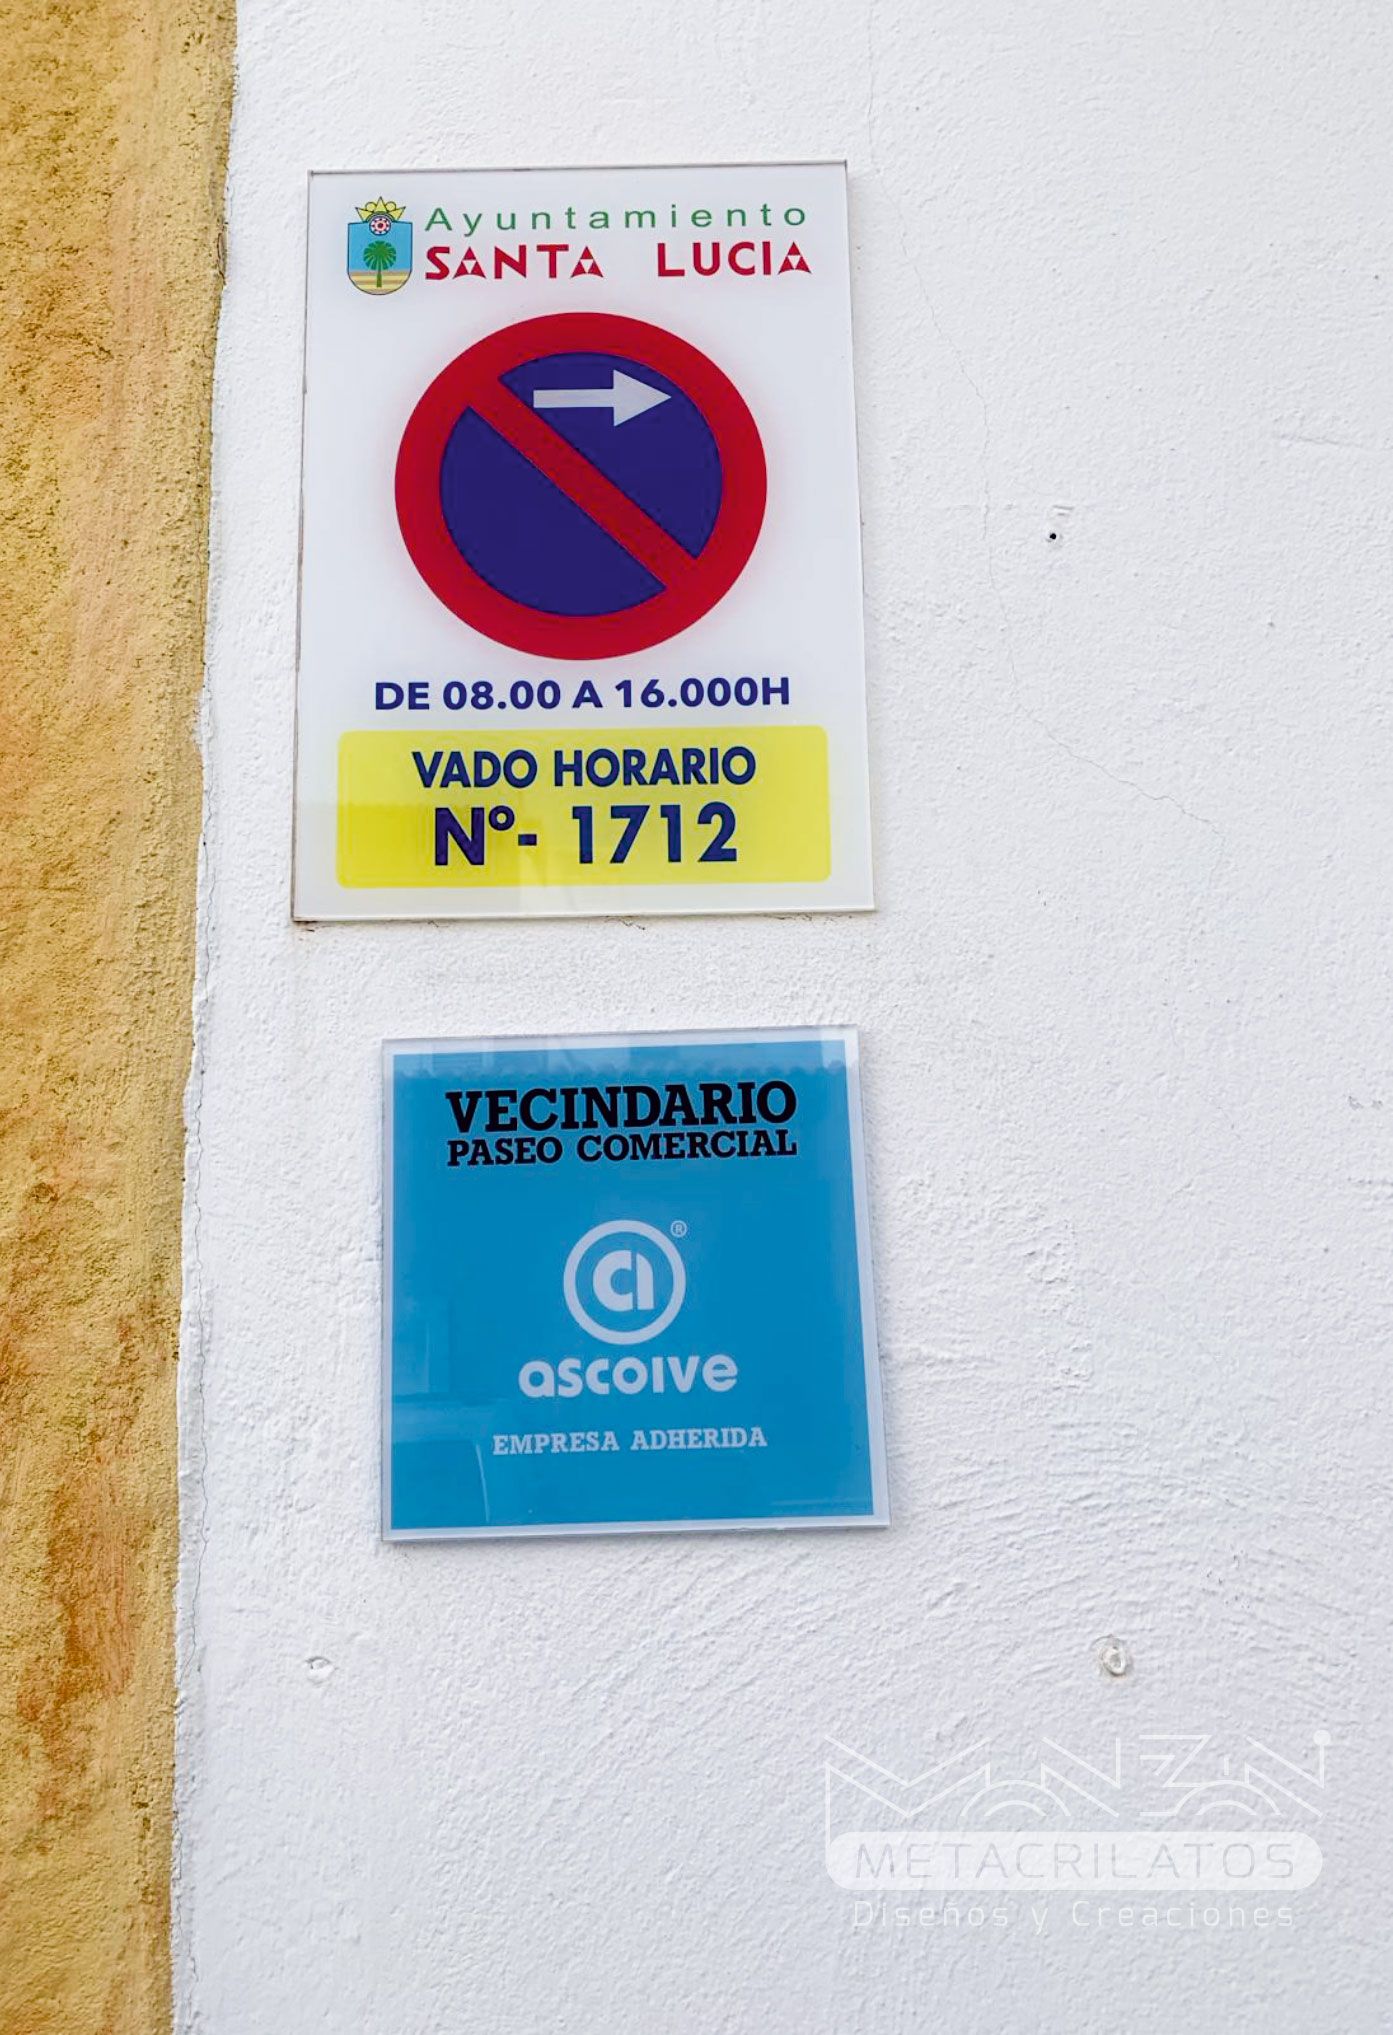 Ayuntamiento
SANTA LUCIA
DE 08.00 A 16.000H
VADO HORARIO
Nº- 1712
VECINDARIO
PASEO COMERCIAL
a ®
ascoive
EMPRESA ADHERIDA
MONZON
METACRILATOS
Diseños y Creaciones